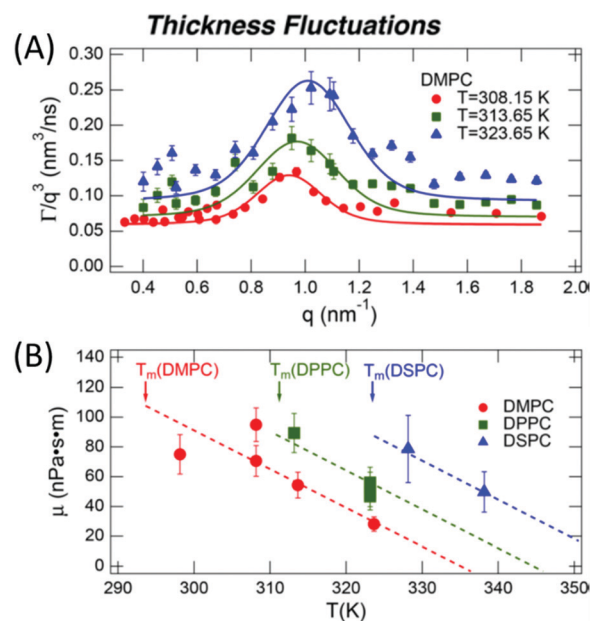 Thickness Fluctuations
(A)
0.30
0.25
0.20
0.15
0.10
0.05
0.00
Γ/q³ (nm³/ns)
DMPC
T=308.15 K
T=313.65 K
T=323.65 K
0.4 0.6 0.8 1.0 1.2 1.4 1.6 1.8 2.0
q (nm⁻¹)
(B)
140
120
100
80
60
40
20
0
μ (nPa•s•m)
Tₘ(DMPC) Tₘ(DPPC) Tₘ(DSPC)
DMPC
DPPC
DSPC
290 300 310 320 330 340 350
T(K)